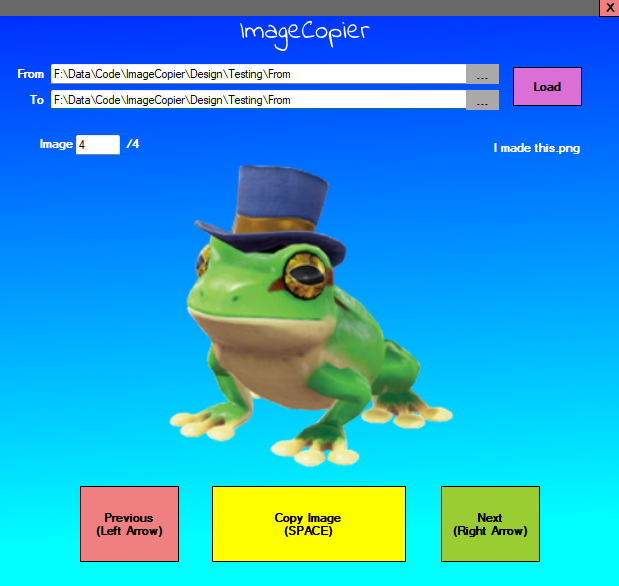 X
ImageCopier
From F:\Data\Code\ImageCopier\Design\Testing\From ...
Load
To F:\Data\Code\ImageCopier\Design\Testing\From ...
Image 4 /4
I made this.png
Previous
(Left Arrow)
Copy Image
(SPACE)
Next
(Right Arrow)